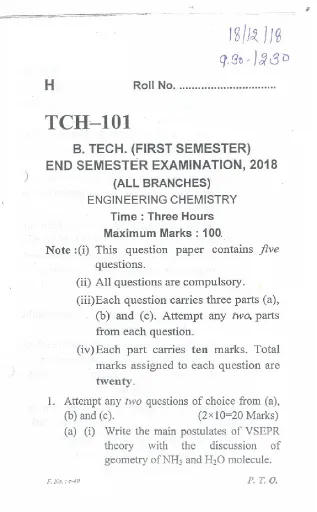 18/12/18
9.30-1230
H Roll No. ................................
TCH–101
B. TECH. (FIRST SEMESTER)
END SEMESTER EXAMINATION, 2018
(ALL BRANCHES)
ENGINEERING CHEMISTRY
Time : Three Hours
Maximum Marks : 100
Note :(i) This question paper contains five
questions.
(ii) All questions are compulsory.
(iii)Each question carries three parts (a),
(b) and (c). Attempt any two, parts
from each question.
(iv)Each part carries ten marks. Total
marks assigned to each question are
twenty.
1. Attempt any two questions of choice from (a),
(b) and (c). (2×10=20 Marks)
(a) (i) Write the main postulates of VSEPR
theory with the discussion of
geometry of NH₃ and H₂O molecule.
P. T. O.